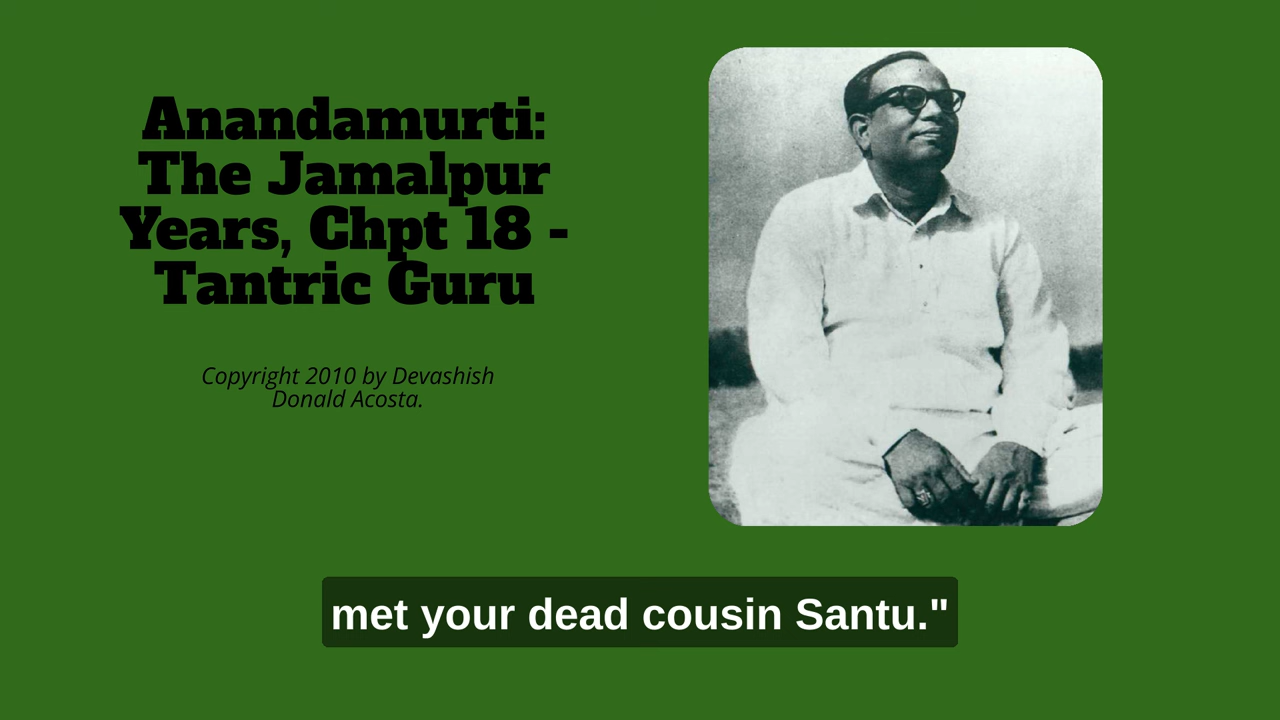 Anandamurti:
The Jamalpur
Years, Chpt 18 -
Tantric Guru
Copyright 2010 by Devashish
Donald Acosta.
met your dead cousin Santu."